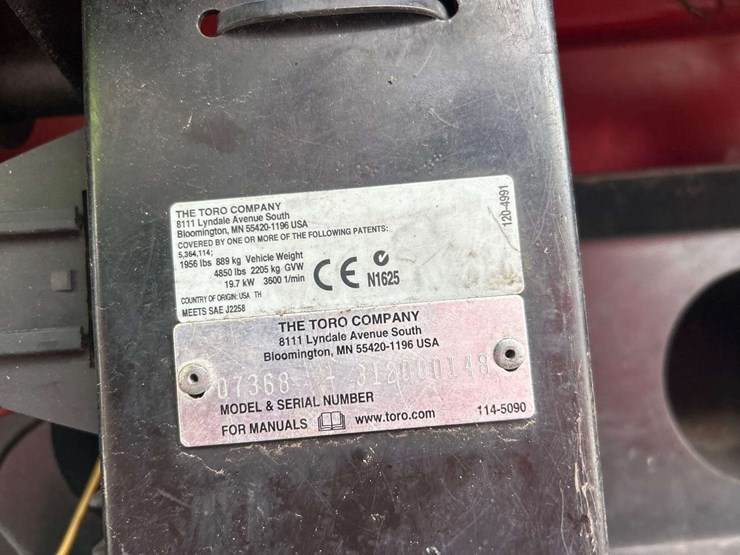 THE TORO COMPANY
8111 Lyndale Avenue South
Bloomington, MN 55420-1196 USA
COVERED BY ONE OR MORE OF THE FOLLOWING PATENTS:
5,364,114;
1956 lbs 889 kg Vehicle Weight
4850 lbs 2205 kg GVW
19.7 kW 3600 1/min
CE N1625
COUNTRY OF ORIGIN: USA TH
MEETS SAE J2258
120-4991
THE TORO COMPANY
8111 Lyndale Avenue South
Bloomington, MN 55420-1196 USA
07368 - 312000148
MODEL & SERIAL NUMBER
FOR MANUALS www.toro.com 114-5090